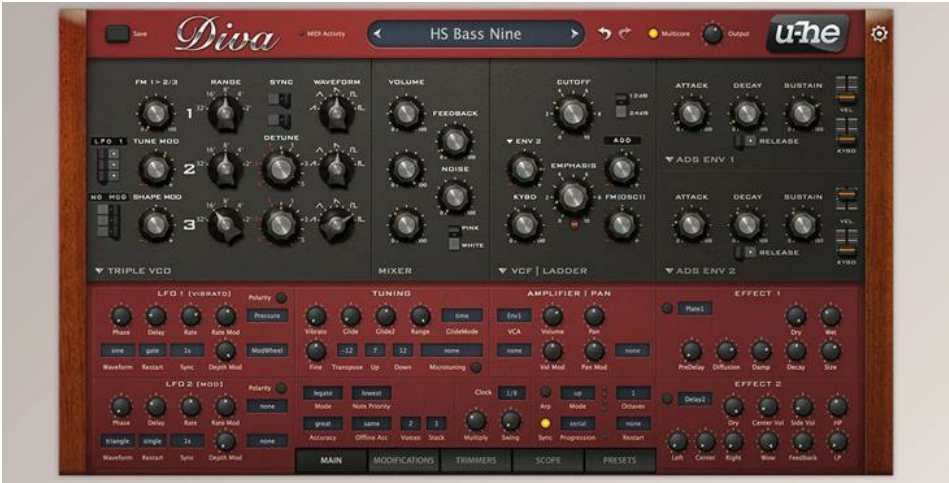 Save
Diva
MIDI Activity
HS Bass Nine
Multicore
Output
u-he
FM 1 > 2/3
RANGE
SYNC
WAVEFORM
1
LFO 1
TUNE MOD
2
DETUNE
NO MOD
SHAPE MOD
3
TRIPLE VCO
VOLUME
FEEDBACK
NOISE
PINK
WHITE
MIXER
CUTOFF
12dB
24dB
ENV 2
ADD
EMPHASIS
KYBD
FM[OSC1]
VCF | LADDER
ATTACK DECAY SUSTAIN
VEL
RELEASE
KYBD
ADS ENV 1
ATTACK DECAY SUSTAIN
VEL
RELEASE
KYBD
ADS ENV 2
LFO 1 [VIBRATO]
Polarity
Phase Delay Rate Rate Mod
Pressure
sine gate 1s
ModWheel
Waveform Restart Sync Depth Mod
TUNING
time
Vibrato Glide Glide2 Range GlideMode
-12 7 12 none
Fine Transpose Up Down Microtuning
AMPLIFIER | PAN
Env1
VCA Volume Pan
none
none
Vol Mod Pan Mod
EFFECT 1
Plate1
Dry Wet
PreDelay Diffusion Damp Decay Size
LFO 2 [MOD]
Polarity
Phase Delay Rate Rate Mod
none
triangle single 1s
none
Waveform Restart Sync Depth Mod
legato lowest
Mode Note Priority
great same 2 1
Accuracy Offline Acc Voices Stack
Clock 1/8
up 1
Arp Mode Octaves
serial none
Multiply Swing Sync Progression Restart
EFFECT 2
Delay2
Dry Center Vol Side Vol HP
Left Center Right Wow Feedback LP
MAIN MODIFICATIONS TRIMMERS SCOPE PRESETS